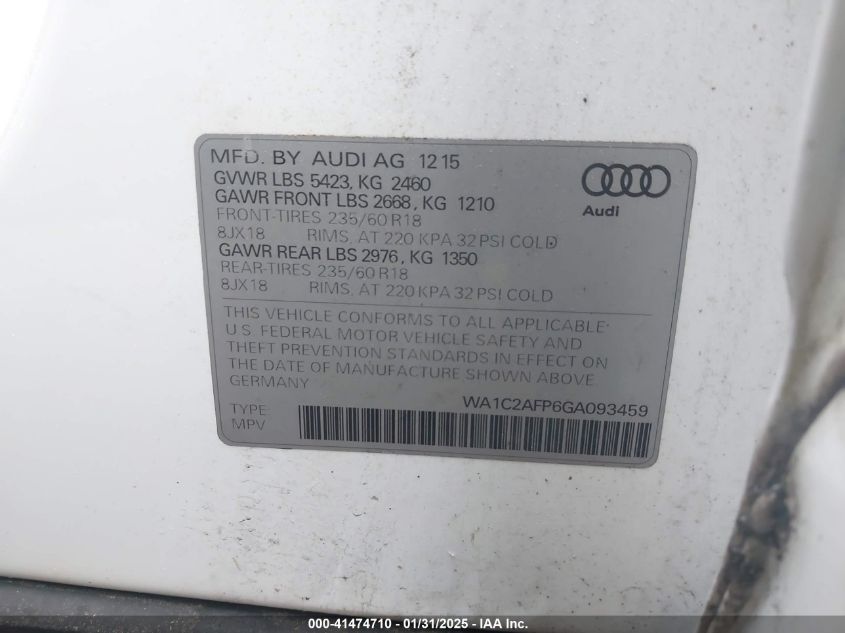 MFD. BY AUDI AG 12 15
GVWR LBS 5423, KG 2460
GAWR FRONT LBS 2668, KG 1210
FRONT-TIRES 235/60 R18
8JX18 RIMS, AT 220 KPA 32 PSI COLD
GAWR REAR LBS 2976, KG 1350
REAR-TIRES 235/60 R18
8JX18 RIMS, AT 220 KPA 32 PSI COLD
Audi
THIS VEHICLE CONFORMS TO ALL APPLICABLE
U.S. FEDERAL MOTOR VEHICLE SAFETY AND
THEFT PREVENTION STANDARDS IN EFFECT ON
THE DATE OF MANUFACTURE SHOWN ABOVE.
GERMANY
WA1C2AFP6GA093459
TYPE
MPV
000-41474710 - 01/31/2025 - WWW.IAA Inc.